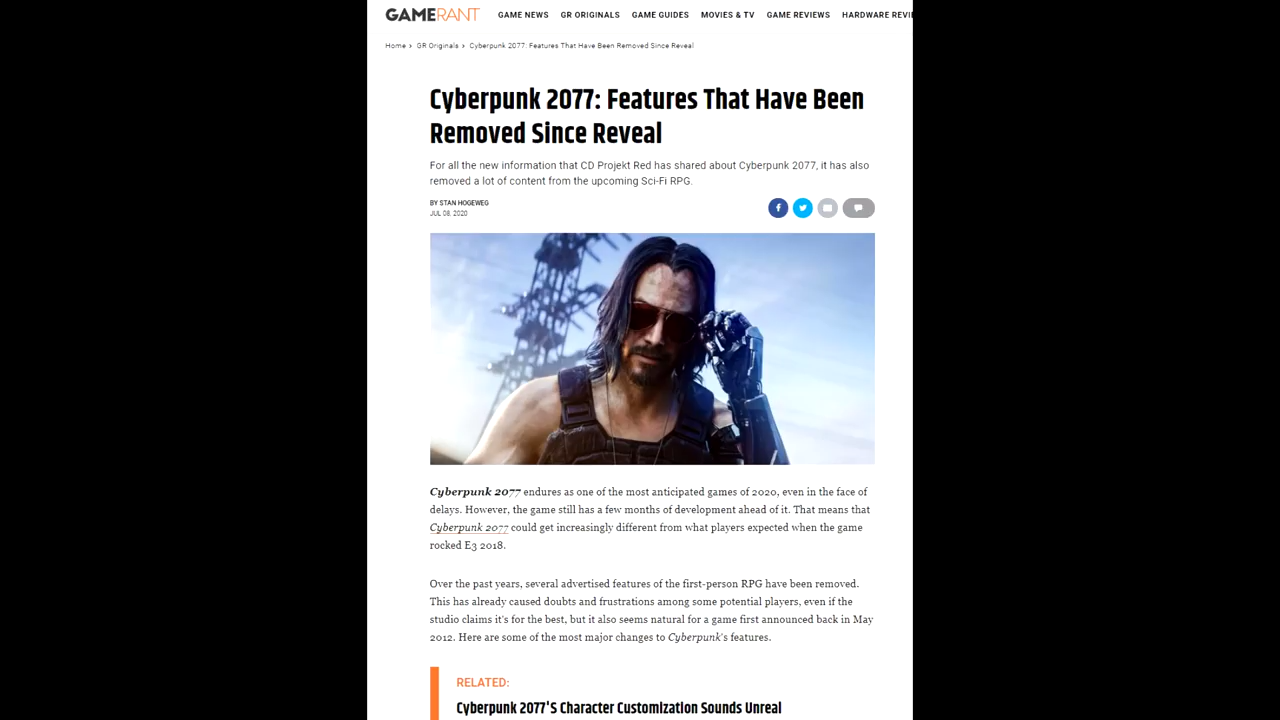 GAMERANT GAME NEWS GR ORIGINALS GAME GUIDES MOVIES & TV GAME REVIEWS HARDWARE REVI
Home › GR Originals › Cyberpunk 2077: Features That Have Been Removed Since Reveal
Cyberpunk 2077: Features That Have Been
Removed Since Reveal
For all the new information that CD Projekt Red has shared about Cyberpunk 2077, it has also
removed a lot of content from the upcoming Sci-Fi RPG.
BY STAN HOGEWEG
JUL 08, 2020
Cyberpunk 2077 endures as one of the most anticipated games of 2020, even in the face of
delays. However, the game still has a few months of development ahead of it. That means that
Cyberpunk 2077 could get increasingly different from what players expected when the game
rocked E3 2018.
Over the past years, several advertised features of the first-person RPG have been removed.
This has already caused doubts and frustrations among some potential players, even if the
studio claims it's for the best, but it also seems natural for a game first announced back in May
2012. Here are some of the most major changes to Cyberpunk's features.
RELATED:
Cyberpunk 2077'S Character Customization Sounds Unreal